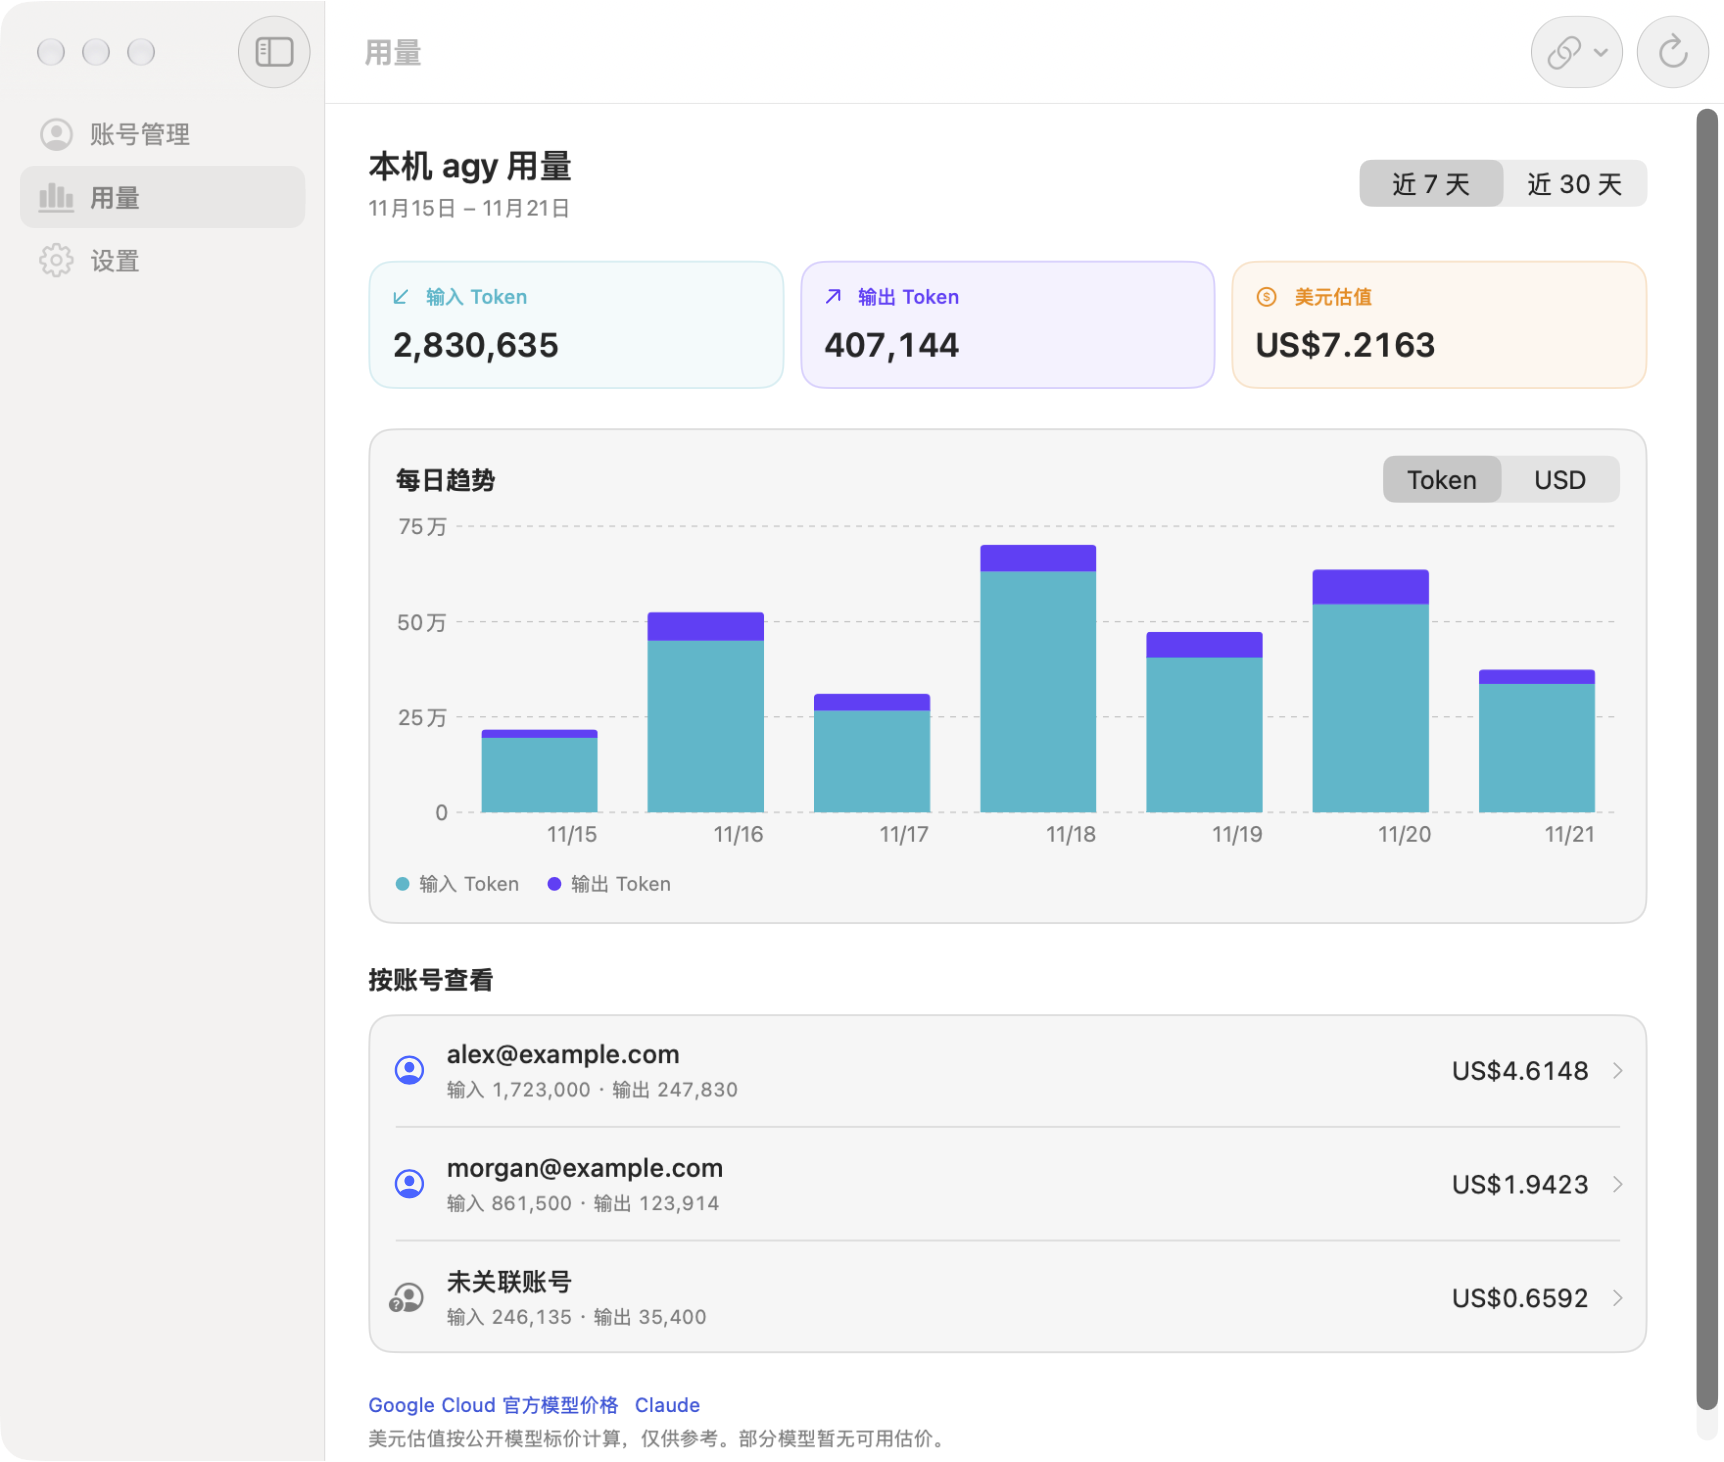 用量
账号管理
用量
设置
本机 agy 用量
11月15日 – 11月21日
近 7 天
近 30 天
输入 Token
2,830,635
输出 Token
407,144
美元估值
US$7.2163
每日趋势
Token
USD
75万
50万
25万
0
11/15
11/16
11/17
11/18
11/19
11/20
11/21
输入 Token
输出 Token
按账号查看
alex@example.com
输入 1,723,000 · 输出 247,830
US$4.6148
morgan@example.com
输入 861,500 · 输出 123,914
US$1.9423
未关联账号
输入 246,135 · 输出 35,400
US$0.6592
Google Cloud 官方模型价格 Claude
美元估值按公开模型标价计算，仅供参考。部分模型暂无可用估价。